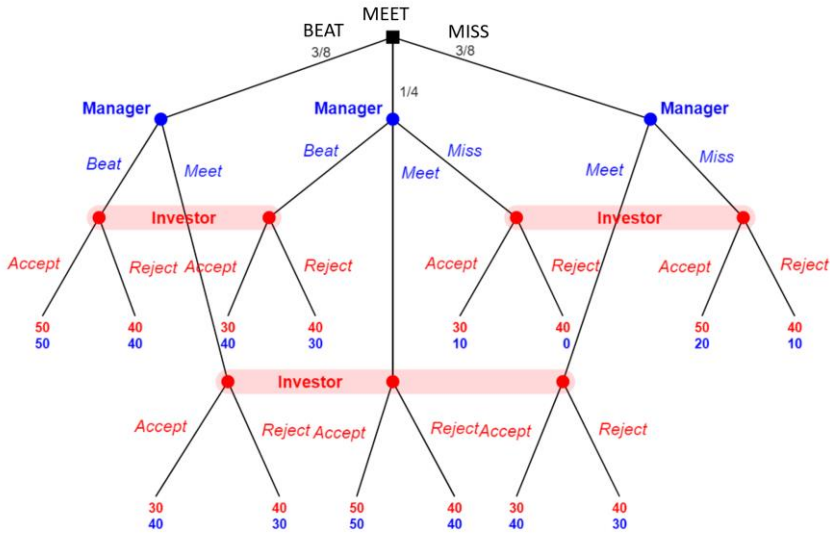 MEET
BEAT MISS
3/8 3/8
1/4
Manager Manager Manager
Beat Meet Beat Meet Miss Meet Miss
Investor Investor
Accept Reject Accept Reject Accept Reject Accept Reject
50 40 30 40 30 40 50 40
50 40 40 30 10 0 20 10
Investor
Accept Reject Accept Reject Accept Reject
30 40 50 40 30 40
40 30 50 40 40 30